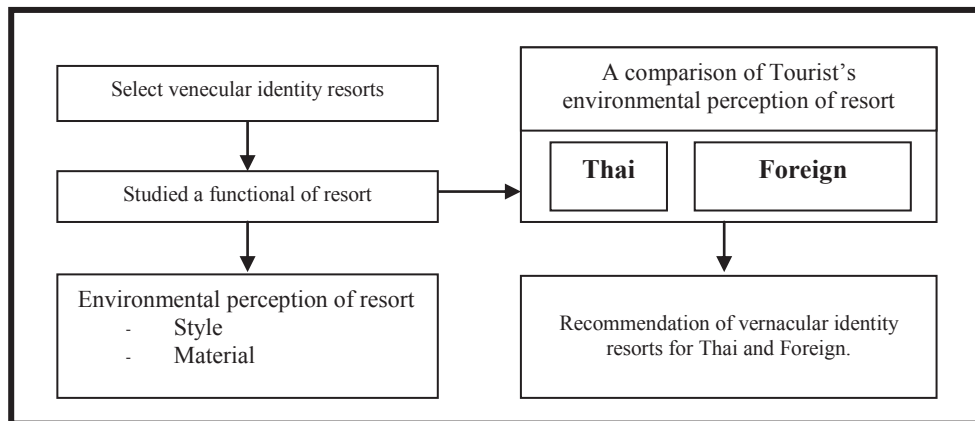 Select venecular identity resorts
Studied a functional of resort
Environmental perception of resort
- Style
- Material
A comparison of Tourist's
environmental perception of resort
Thai
Foreign
Recommendation of vernacular identity
resorts for Thai and Foreign.